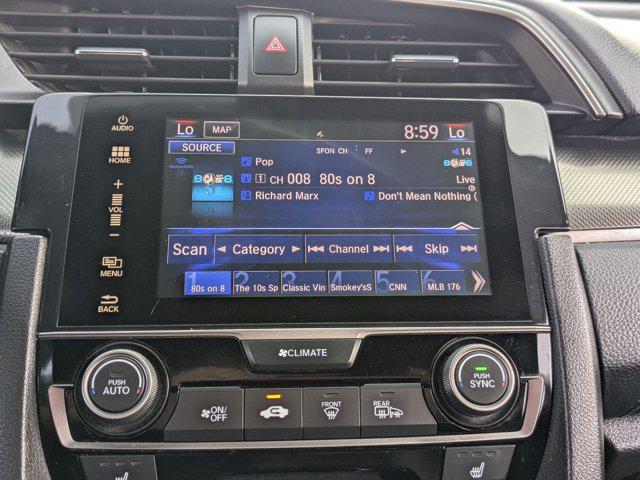 AUDIO
HOME
+
VOL
−
MENU
BACK
Lo MAP 8:59 Lo
SOURCE SFON CH FF 14
Pop
1 CH 008 80s on 8 Live
Richard Marx Don't Mean Nothing (
Scan Category Channel Skip
1 2 3 4 5 6
80s on 8 The 10s Sp Classic Vin Smokey'sS CNN MLB 176
CLIMATE
PUSH AUTO
ON/OFF
FRONT
REAR
PUSH SYNC